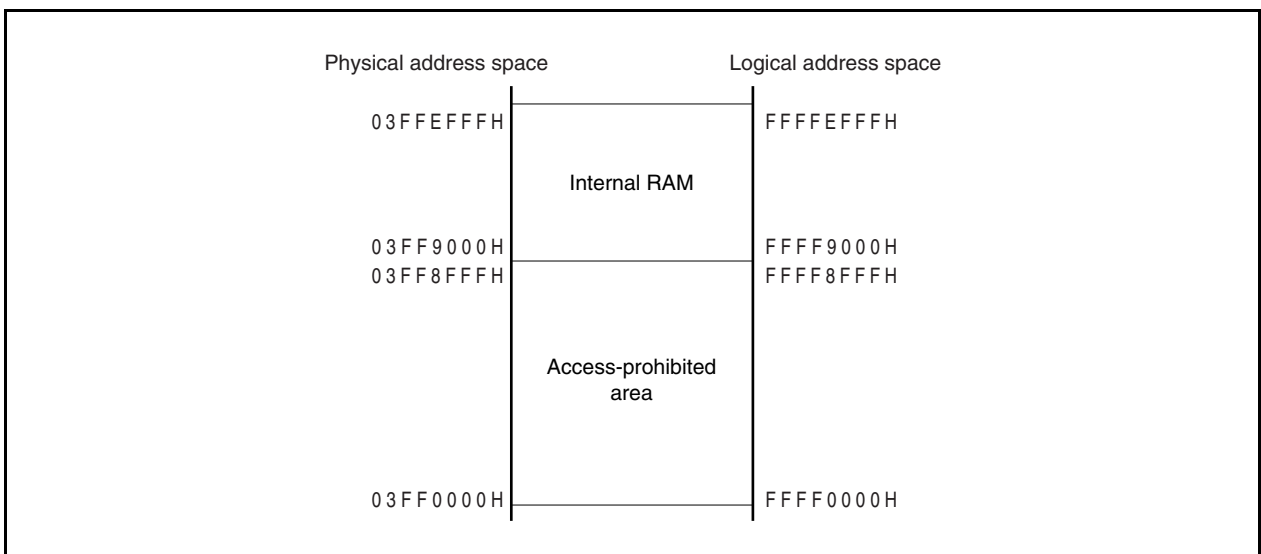 Physical address space Logical address space
03FFEFFFH FFFFEFFFH
Internal RAM
03FF9000H FFFF9000H
03FF8FFFH FFFF8FFFH
Access-prohibited
area
03FF0000H FFFF0000H